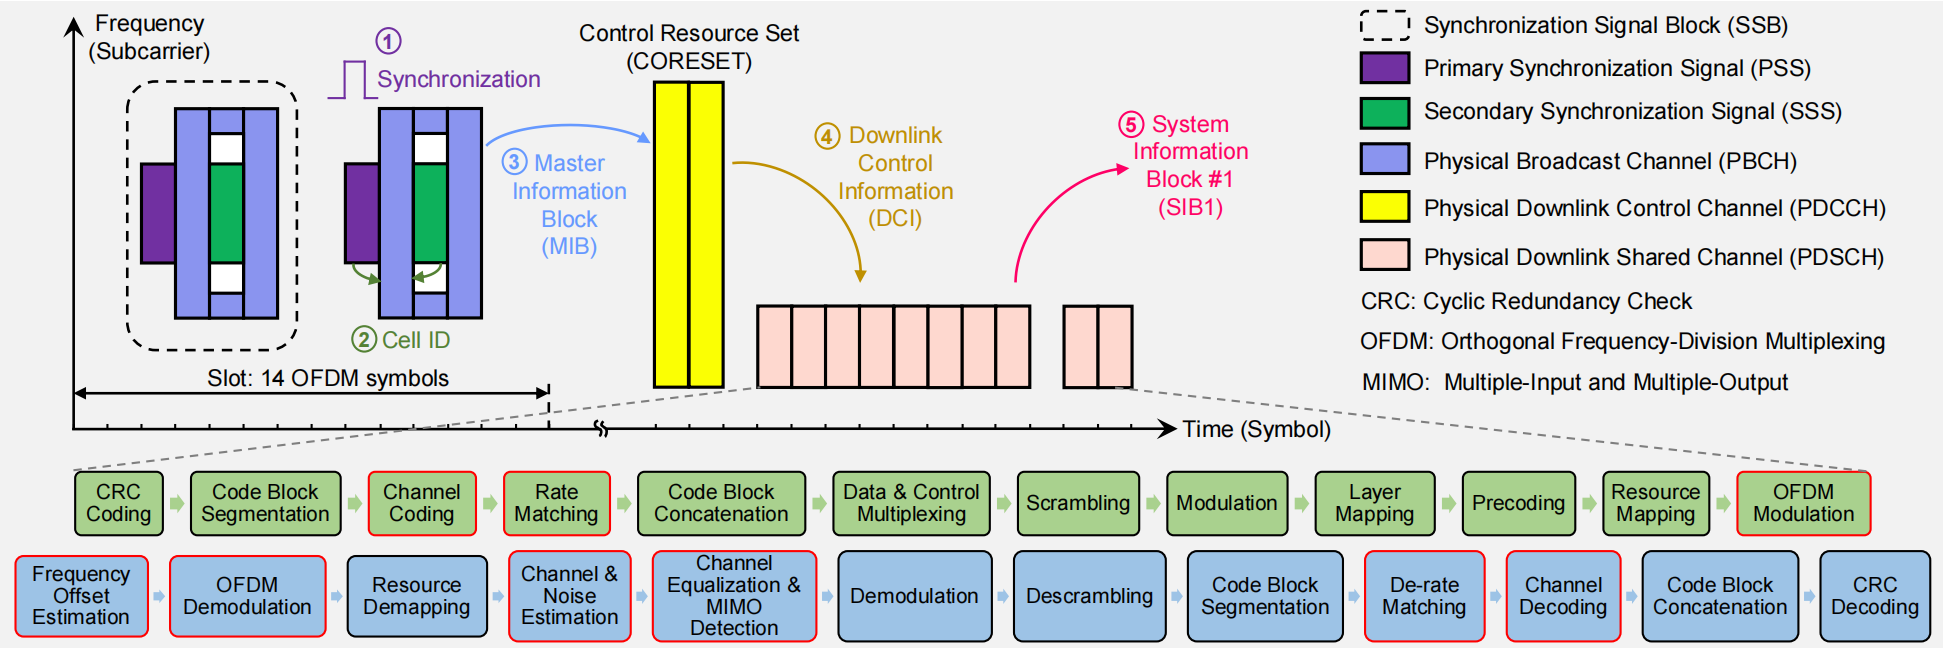 Frequency
(Subcarrier)
①
Synchronization
② Cell ID
Slot: 14 OFDM symbols
③ Master
Information
Block
(MIB)
Control Resource Set
(CORESET)
④ Downlink
Control
Information
(DCI)
⑤ System
Information
Block #1
(SIB1)
Time (Symbol)
Synchronization Signal Block (SSB)
Primary Synchronization Signal (PSS)
Secondary Synchronization Signal (SSS)
Physical Broadcast Channel (PBCH)
Physical Downlink Control Channel (PDCCH)
Physical Downlink Shared Channel (PDSCH)
CRC: Cyclic Redundancy Check
OFDM: Orthogonal Frequency-Division Multiplexing
MIMO: Multiple-Input and Multiple-Output
CRC
Coding
Code Block
Segmentation
Channel
Coding
Rate
Matching
Code Block
Concatenation
Data & Control
Multiplexing
Scrambling
Modulation
Layer
Mapping
Precoding
Resource
Mapping
OFDM
Modulation
Frequency
Offset
Estimation
OFDM
Demodulation
Resource
Demapping
Channel &
Noise
Estimation
Channel
Equalization &
MIMO
Detection
Demodulation
Descrambling
Code Block
Segmentation
De-rate
Matching
Channel
Decoding
Code Block
Concatenation
CRC
Decoding